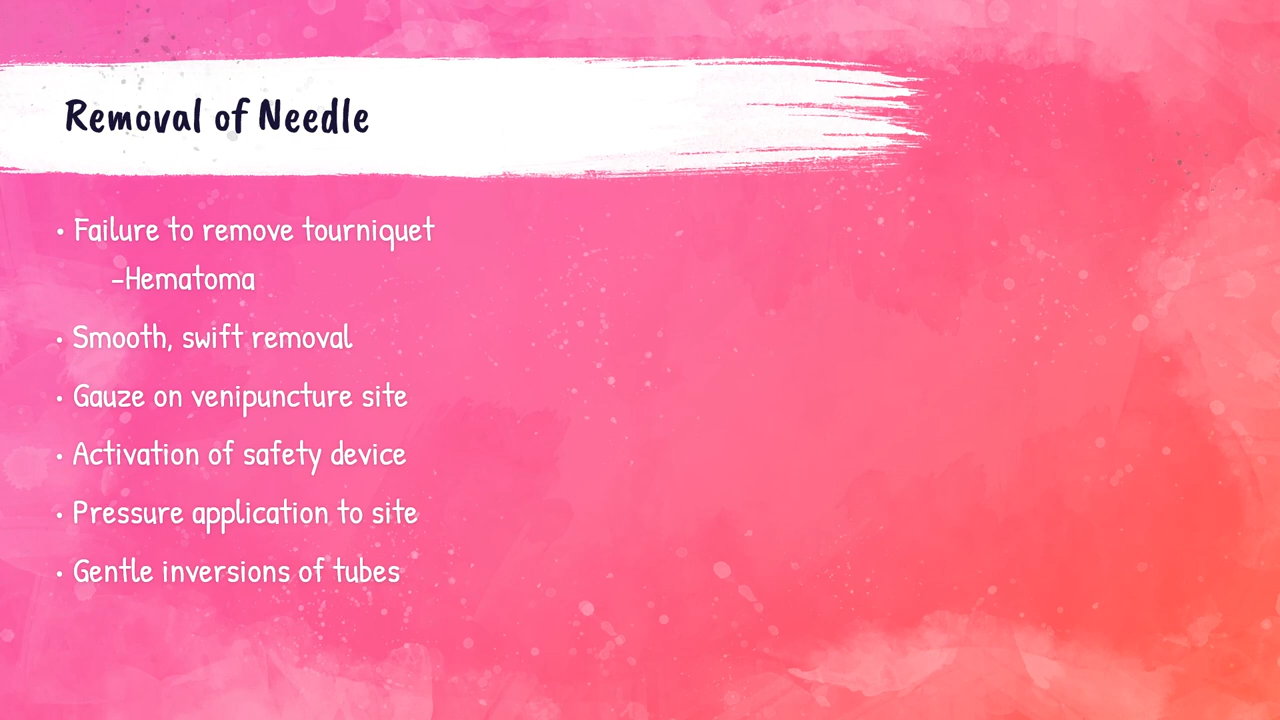 Removal of Needle
• Failure to remove tourniquet
–Hematoma
• Smooth, swift removal
• Gauze on venipuncture site
• Activation of safety device
• Pressure application to site
• Gentle inversions of tubes